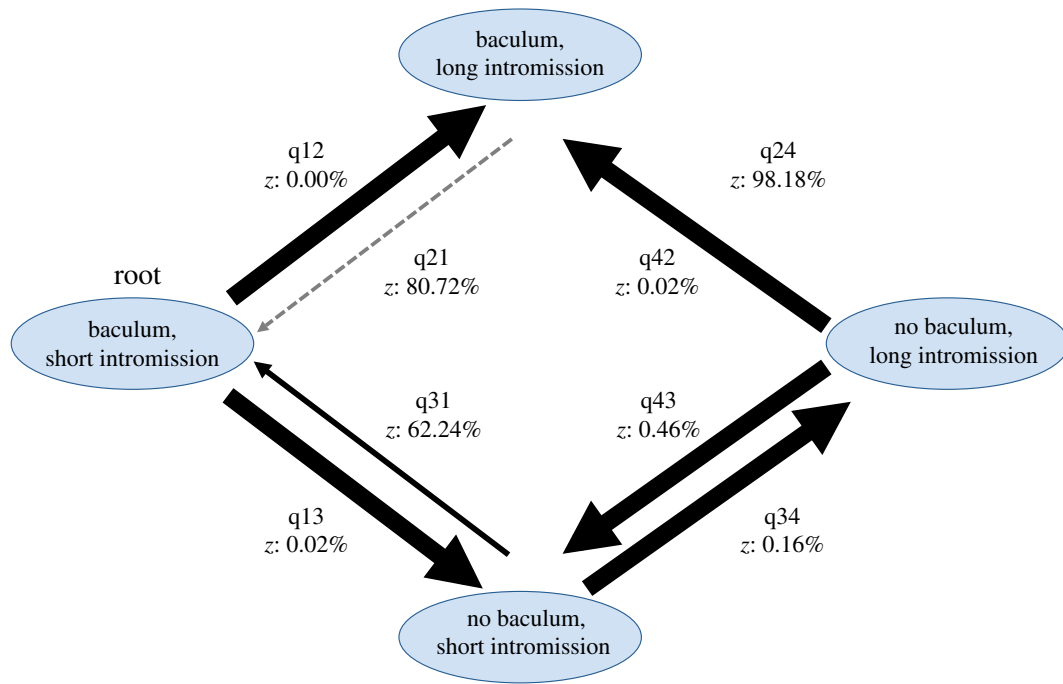 baculum,
long intromission
q12
z: 0.00%
q24
z: 98.18%
q21
z: 80.72%
q42
z: 0.02%
root
baculum,
short intromission
no baculum,
long intromission
q31
z: 62.24%
q43
z: 0.46%
q13
z: 0.02%
q34
z: 0.16%
no baculum,
short intromission